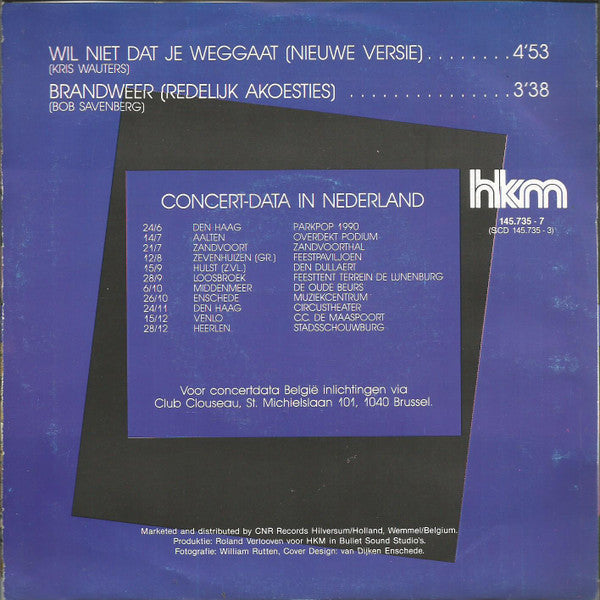 WIL NIET DAT JE WEGGAAT (NIEUWE VERSIE) . . . . . . . . 4'53
(KRIS WAUTERS)
BRANDWEER (REDELIJK AKOESTIES) . . . . . . . . . . . . . . . 3'38
(BOB SAVENBERG)
hkm
145.735 - 7
(SCD 145.735 - 3)
CONCERT-DATA IN NEDERLAND
24/6 DEN HAAG PARKPOP 1990
14/7 AALTEN OVERDEKT PODIUM
21/7 ZANDVOORT ZANDVOORTHAL
12/8 ZEVENHUIZEN (GR.) FEESTPAVILJOEN
15/9 HULST (Z.VL.) DEN DULLAERT
28/9 LOOSBROEK FEESTTENT TERREIN DE LUNENBURG
6/10 MIDDENMEER DE OUDE BEURS
26/10 ENSCHEDE MUZIEKCENTRUM
24/11 DEN HAAG CIRCUSTHEATER
15/12 VENLO C.C. DE MAASPOORT
28/12 HEERLEN STADSSCHOUWBURG
Voor concertdata België inlichtingen via
Club Clouseau, St. Michielslaan 101, 1040 Brussel.
Marketed and distributed by CNR Records Hilversum/Holland, Wemmel/Belgium.
Produktie: Roland Verlooven voor HKM in Bullet Sound Studio's.
Fotografie: William Rutten, Cover Design: van Dijken Enschede.